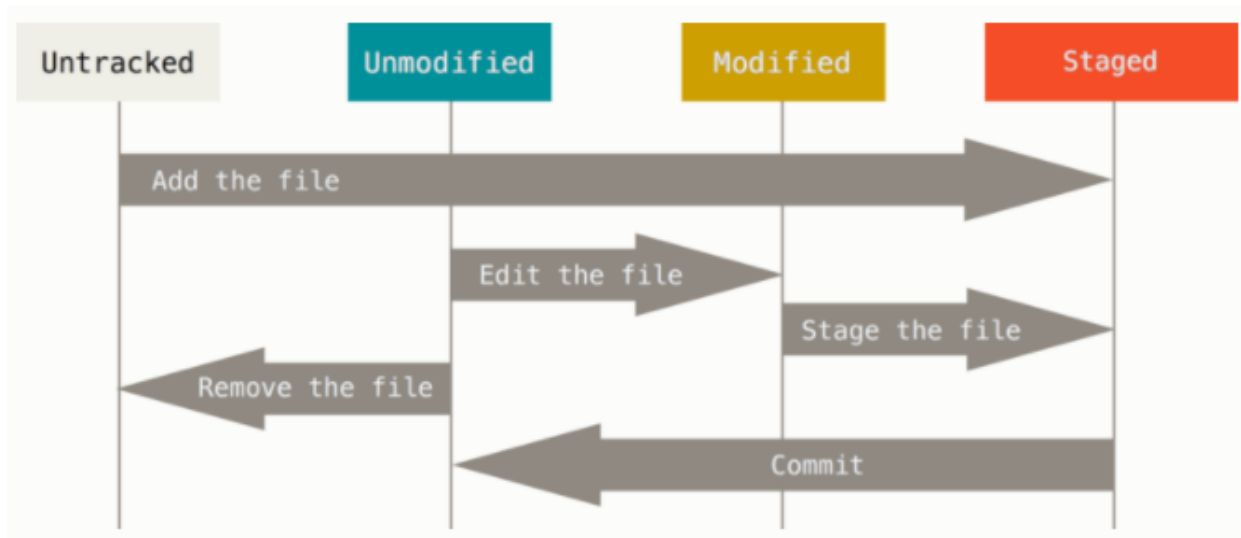 Untracked
Unmodified
Modified
Staged
Add the file
Edit the file
Stage the file
Remove the file
Commit